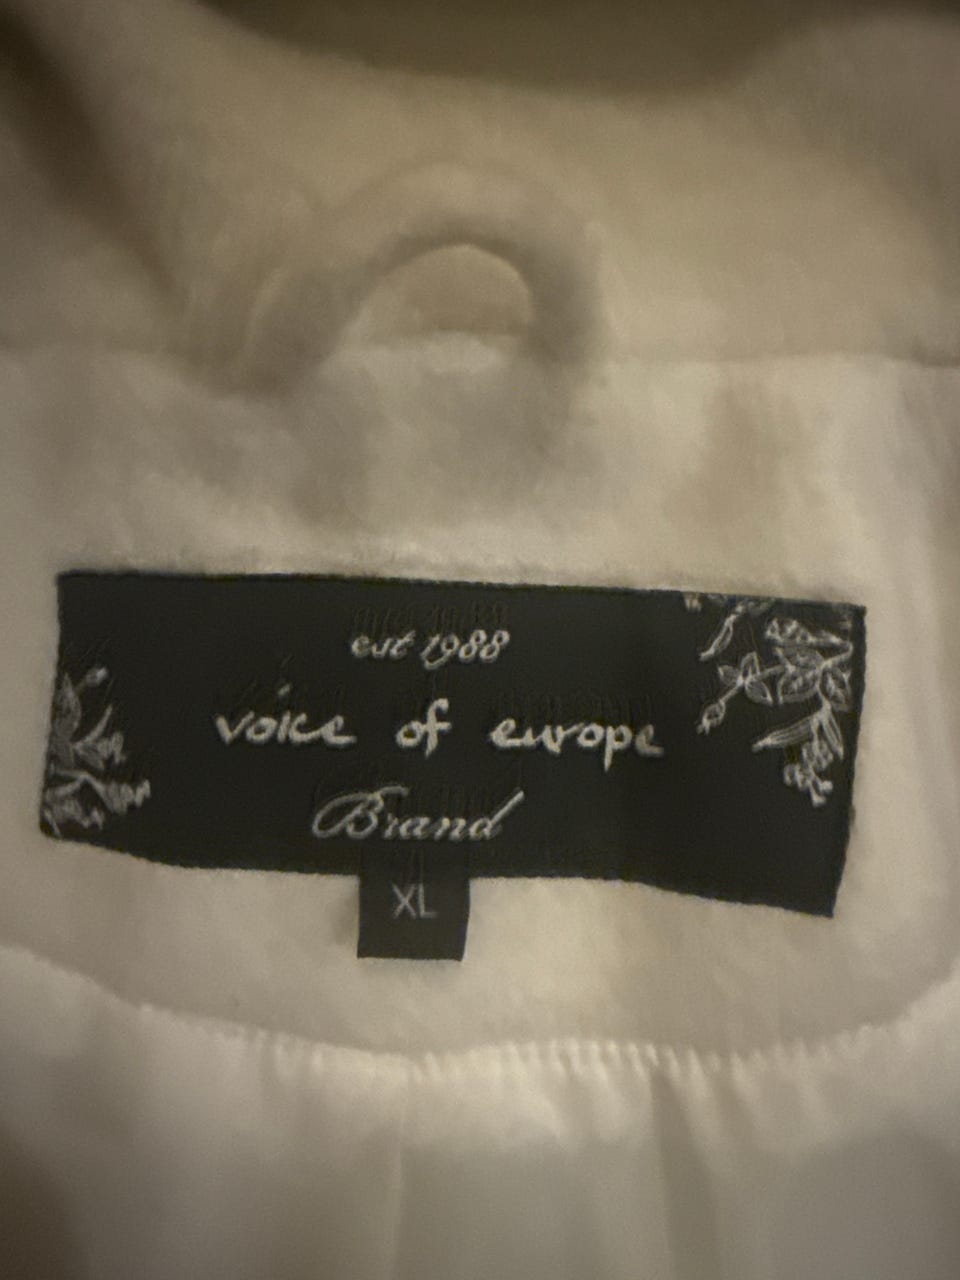 est 1988
voice of europe
Brand
XL